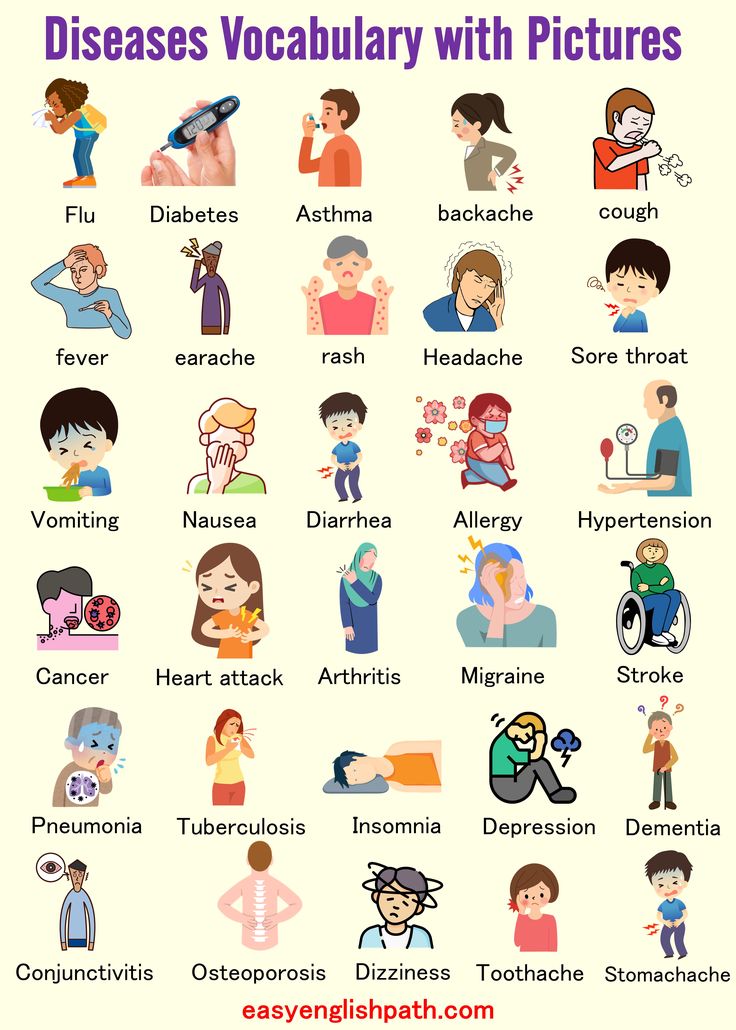 Diseases Vocabulary with Pictures
120
Flu Diabetes Asthma backache cough
fever earache rash Headache Sore throat
Vomiting Nausea Diarrhea Allergy Hypertension
Cancer Heart attack Arthritis Migraine Stroke
Pneumonia Tuberculosis Insomnia Depression Dementia
Conjunctivitis Osteoporosis Dizziness Toothache Stomachache
easyenglishpath.com